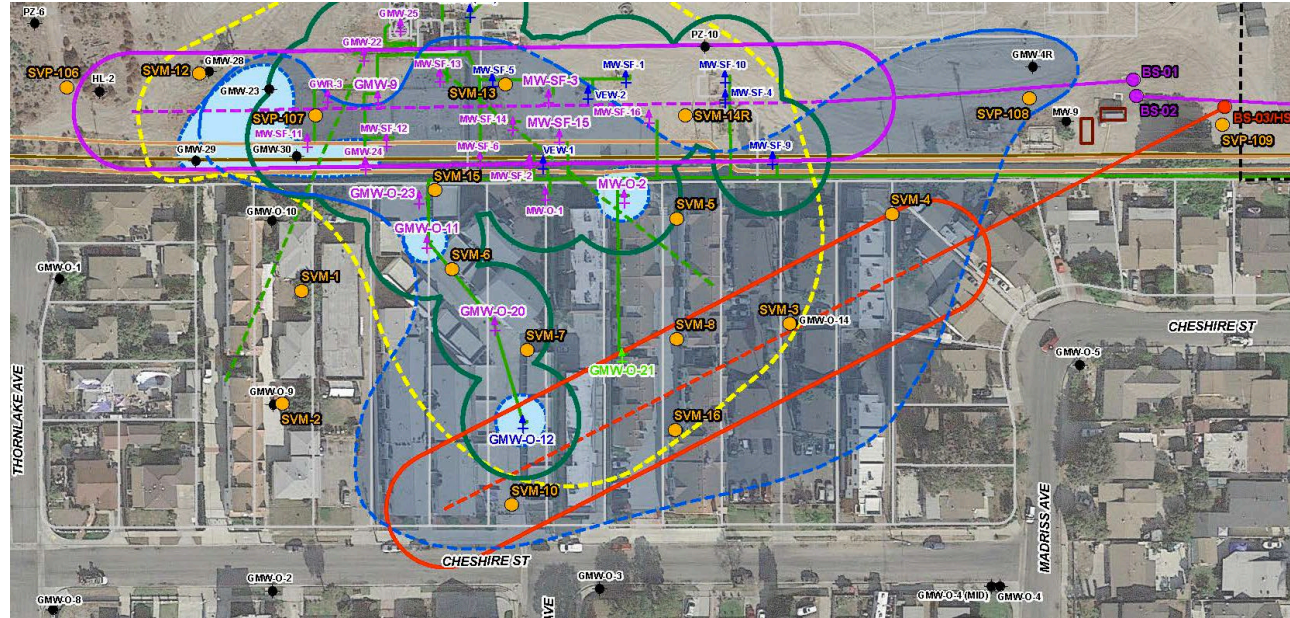 PZ-6
GMW-25
GMW-22
PZ-10
SVP-106
HL-2
SVM-12
GMW-28
GMW-23
GWR-3
GMW-9
MW-SF-13
MW-SF-5
SVM-13
MW-SF-3
VEW-2
MW-SF-1
MW-SF-10
MW-SF-4
GMW-4R
BS-01
BS-02
SVP-107
MW-SF-11
MW-SF-12
MW-SF-14
MW-SF-15
MW-SF-16
SVM-14R
SVP-108
MW-9
BS-03/HS
SVP-109
GMW-29
GMW-30
GMW-24
MW-SF-6
VEW-1
MW-SF-2
MW-SF-9
GMW-O-23
SVM-15
MW-O-1
MW-O-2
GMW-O-10
GMW-O-11
SVM-5
SVM-4
GMW-O-1
SVM-6
SVM-1
GMW-O-20
SVM-3
GMW-O-14
CHESHIRE ST
SVM-7
SVM-8
GMW-O-5
GMW-O-21
THORNLAKE AVE
GMW-O-9
SVM-2
GMW-O-12
SVM-16
SVM-10
MADRISS AVE
CHESHIRE ST
GMW-O-2
GMW-O-3
GMW-O-8
AVE
GMW-O-4 (MID)
GMW-O-4